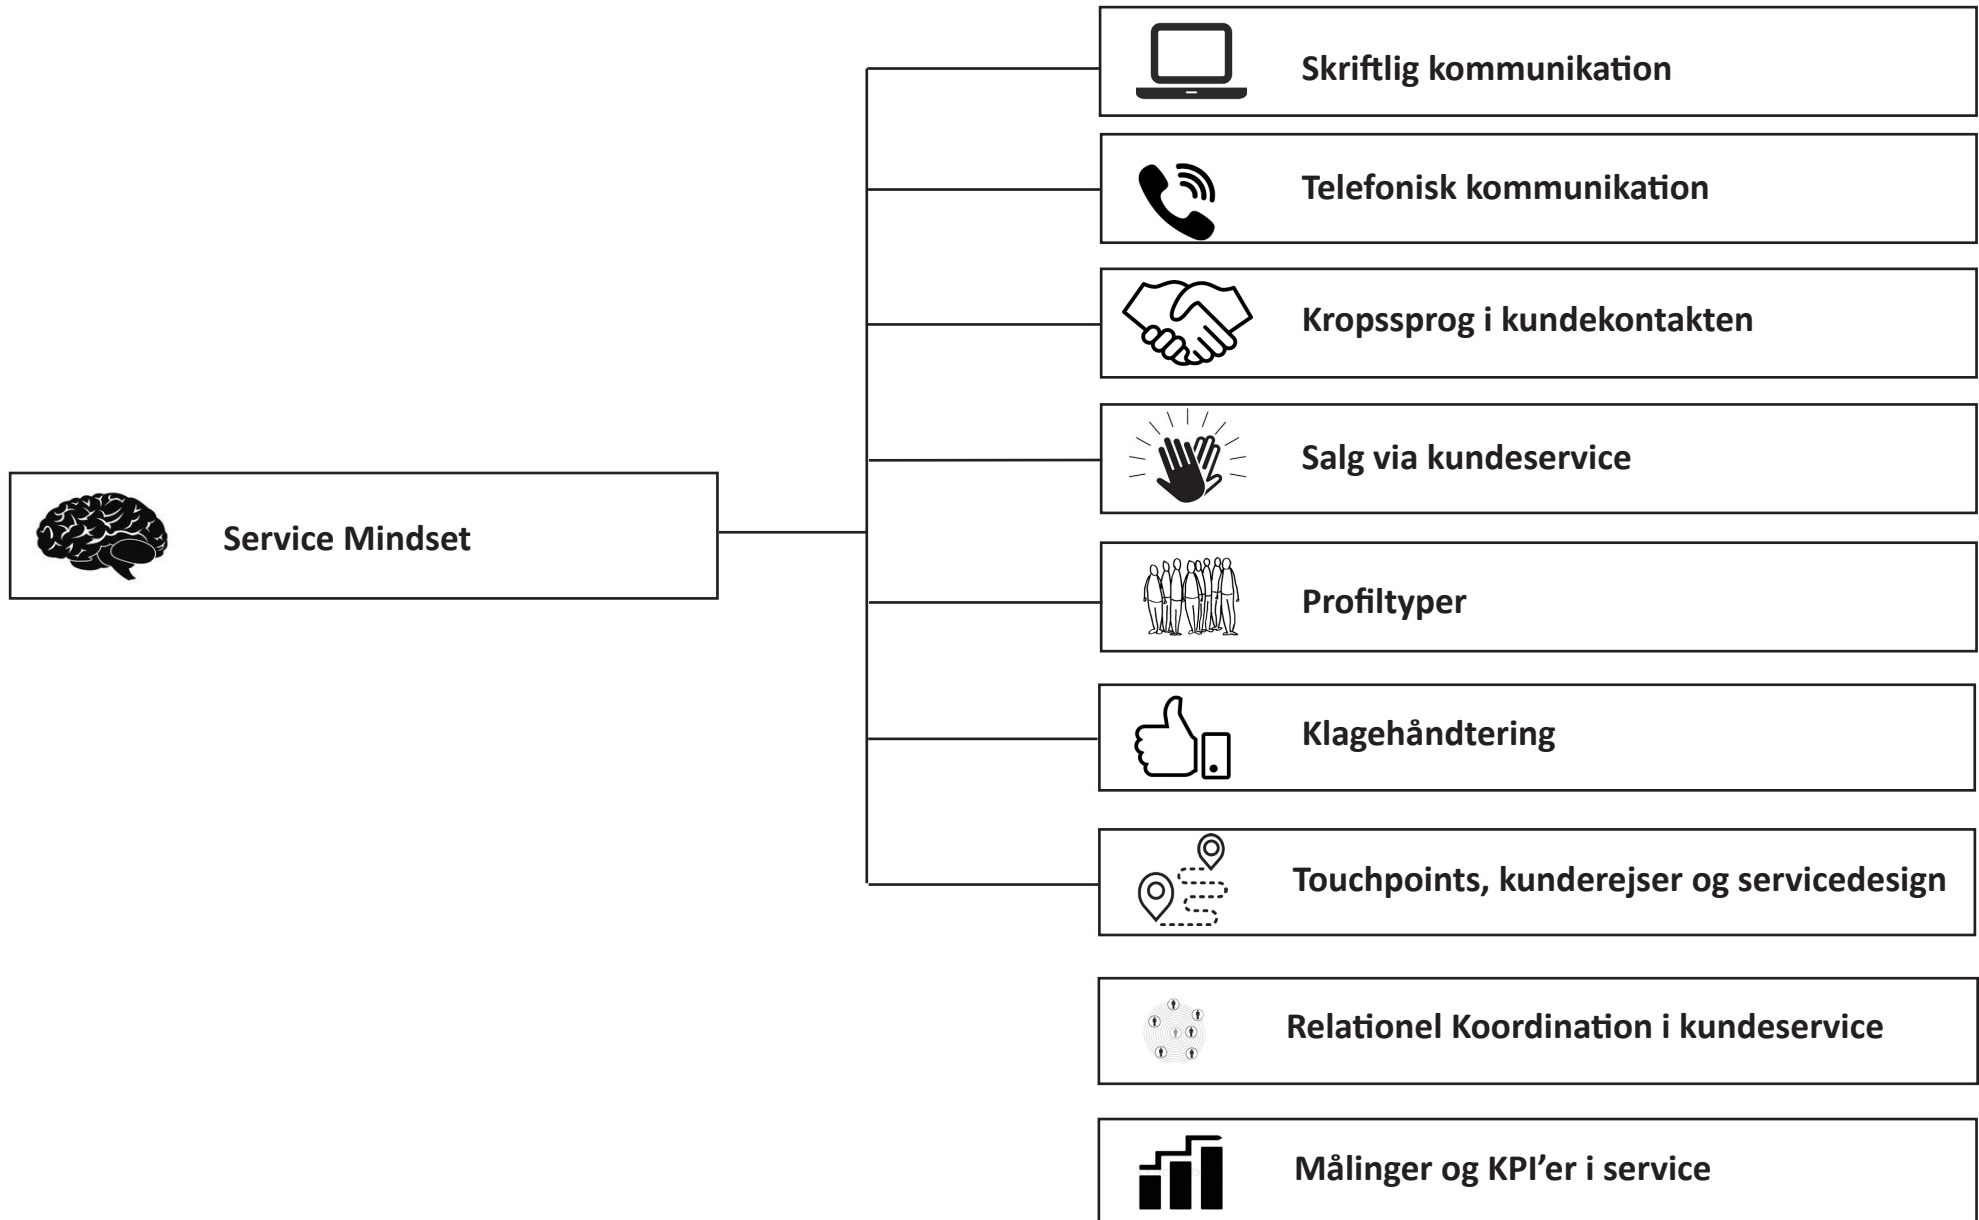 Skriftlig kommunikation
Telefonisk kommunikation
Kropssprog i kundekontakten
Salg via kundeservice
Service Mindset
Profiltyper
Klagehåndtering
Touchpoints, kunderejser og servicedesign
Relationel Koordination i kundeservice
Målinger og KPI’er i service